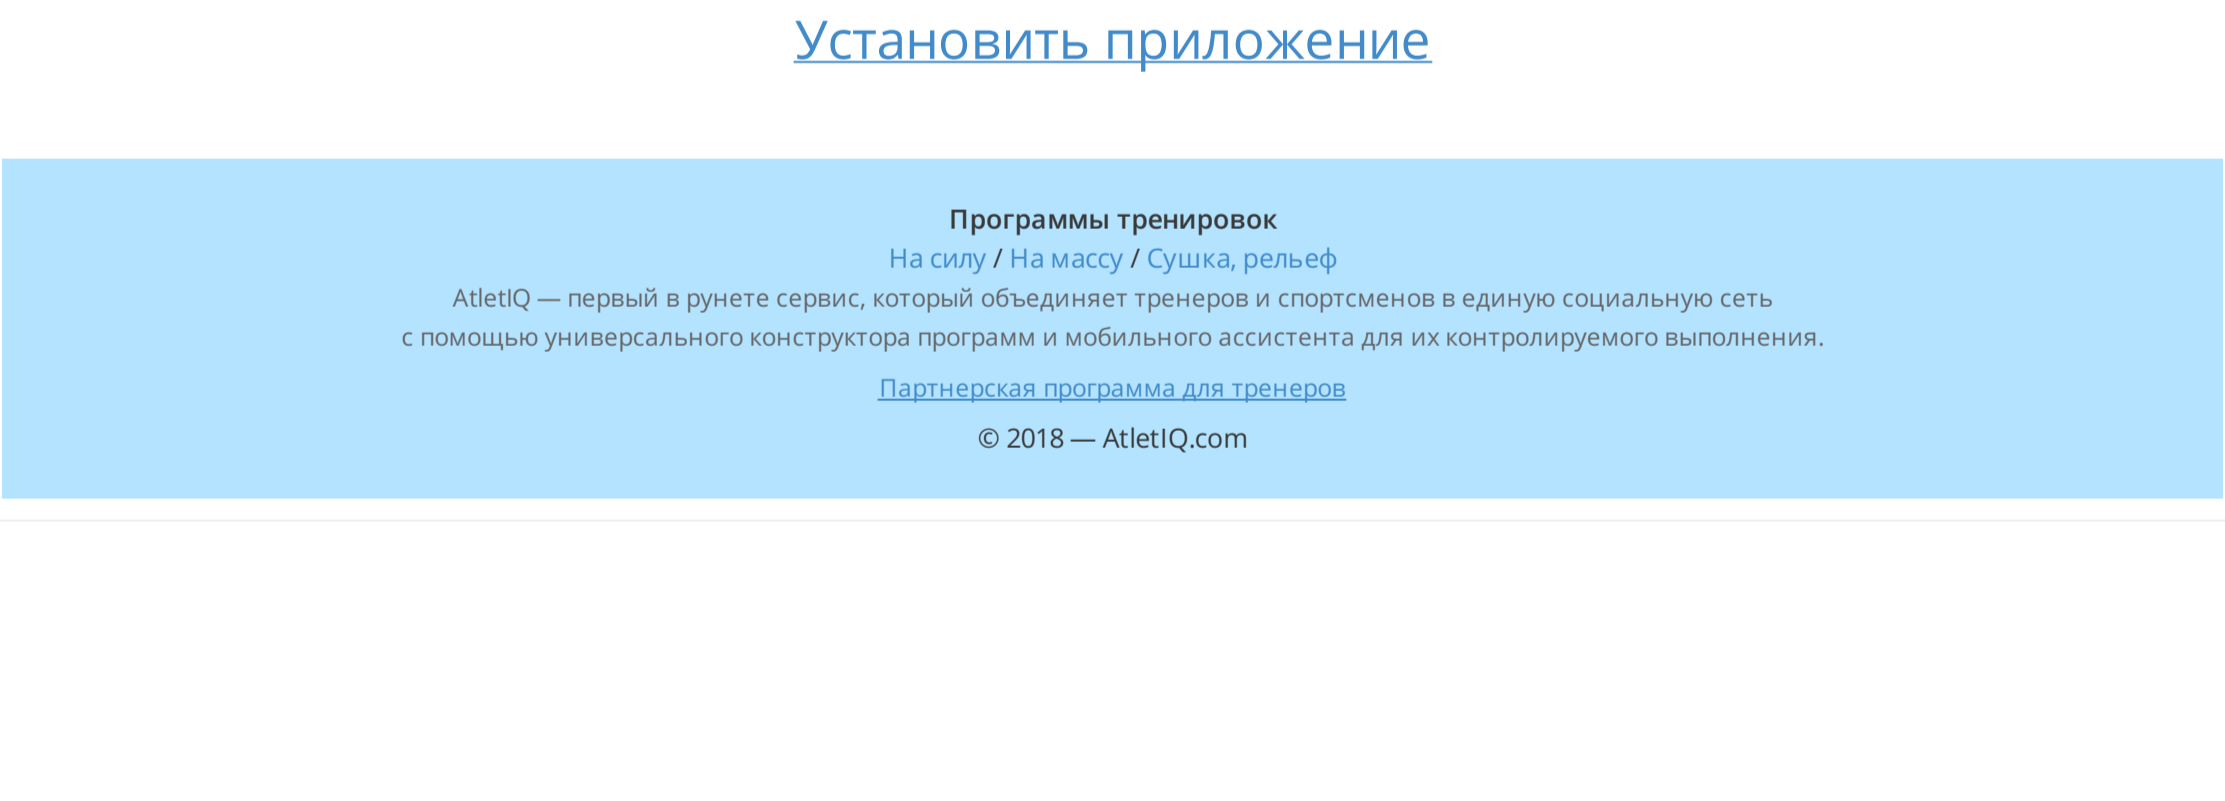 Установить приложение
Программы тренировок
На силу / На массу / Сушка, рельеф
AtletIQ — первый в рунете сервис, который объединяет тренеров и спортсменов в единую социальную сеть
с помощью универсального конструктора программ и мобильного ассистента для их контролируемого выполнения.
Партнерская программа для тренеров
© 2018 — AtletIQ.com